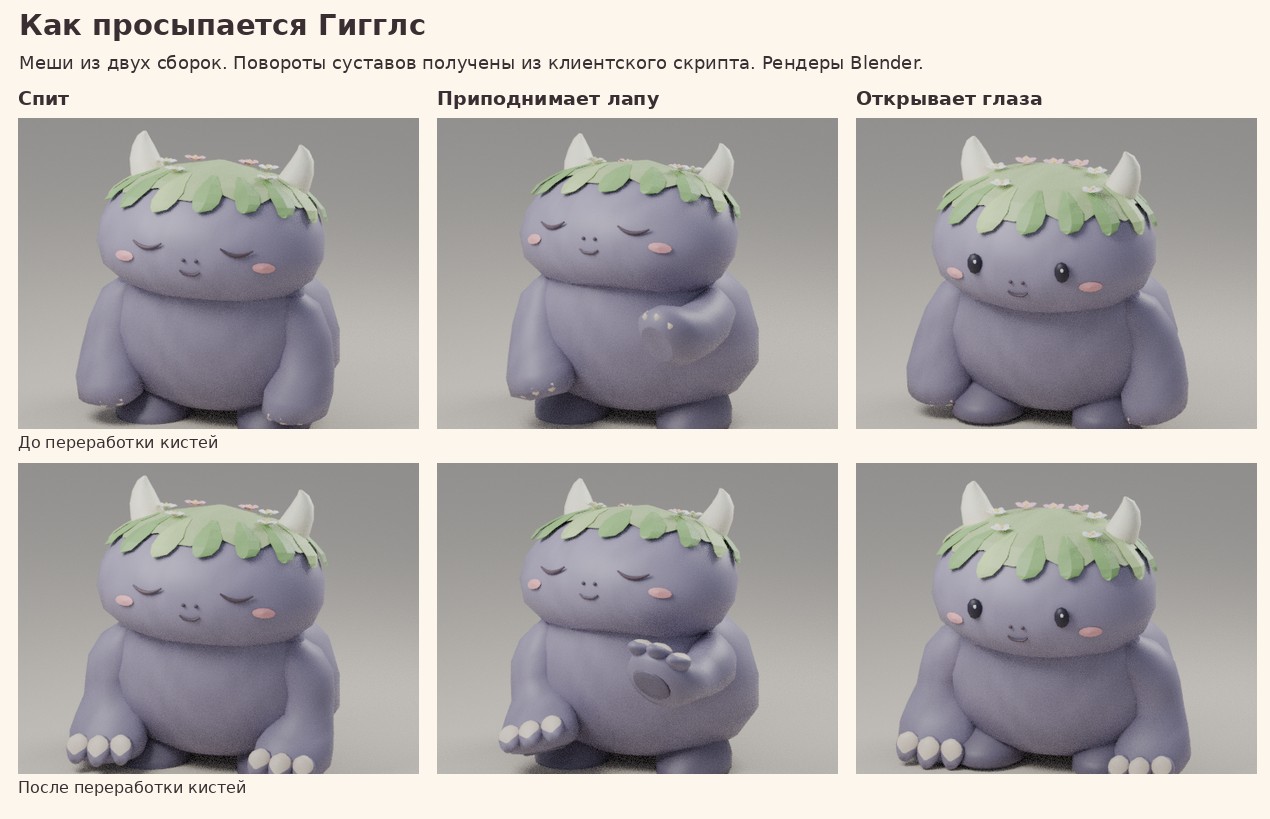 Как просыпается Гигглс
Меши из двух сборок. Повороты суставов получены из клиентского скрипта. Рендеры Blender.
Спит
Приподнимает лапу
Открывает глаза
До переработки кистей
После переработки кистей